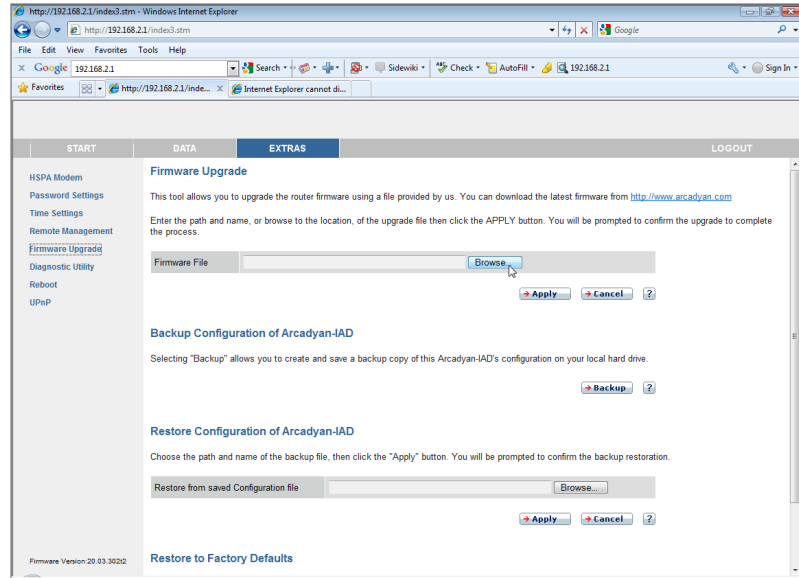 http://192.168.2.1/index3.stm - Windows Internet Explorer
http://192.168.2.1/index3.stm
Google
File Edit View Favorites Tools Help
x Google 192.168.2.1 Search Sidewiki Check AutoFill 192.168.2.1 Sign In
Favorites http://192.168.2.1/inde... X Internet Explorer cannot di...
START DATA EXTRAS LOGOUT
HSPA Modem
Password Settings
Time Settings
Remote Management
Firmware Upgrade
Diagnostic Utility
Reboot
UPnP
Firmware Version:20.03.302t2
Firmware Upgrade
This tool allows you to upgrade the router firmware using a file provided by us. You can download the latest firmware from http://www.arcadyan.com
Enter the path and name, or browse to the location, of the upgrade file then click the APPLY button. You will be prompted to confirm the upgrade to complete
the process.
Firmware File Browse...
Apply Cancel ?
Backup Configuration of Arcadyan-IAD
Selecting "Backup" allows you to create and save a backup copy of this Arcadyan-IAD's configuration on your local hard drive.
Backup ?
Restore Configuration of Arcadyan-IAD
Choose the path and name of the backup file, then click the "Apply" button. You will be prompted to confirm the backup restoration.
Restore from saved Configuration file Browse...
Apply Cancel ?
Restore to Factory Defaults